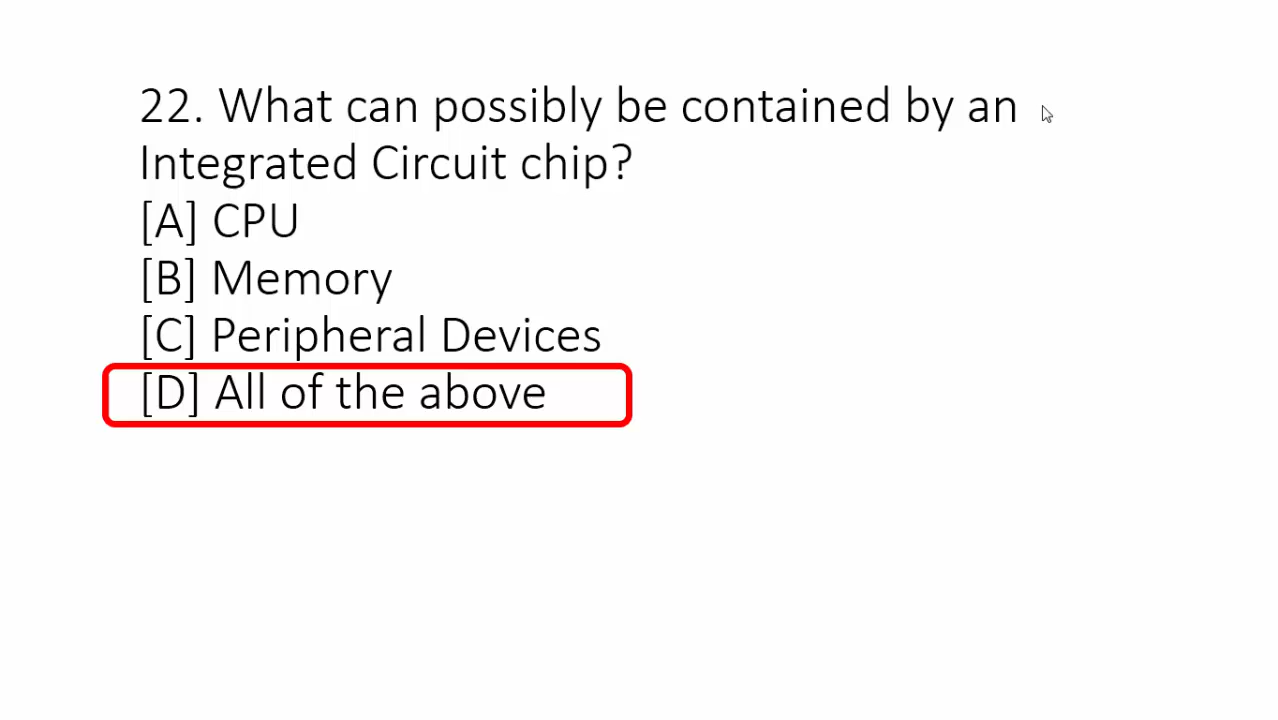 22. What can possibly be contained by an
Integrated Circuit chip?
[A] CPU
[B] Memory
[C] Peripheral Devices
[D] All of the above